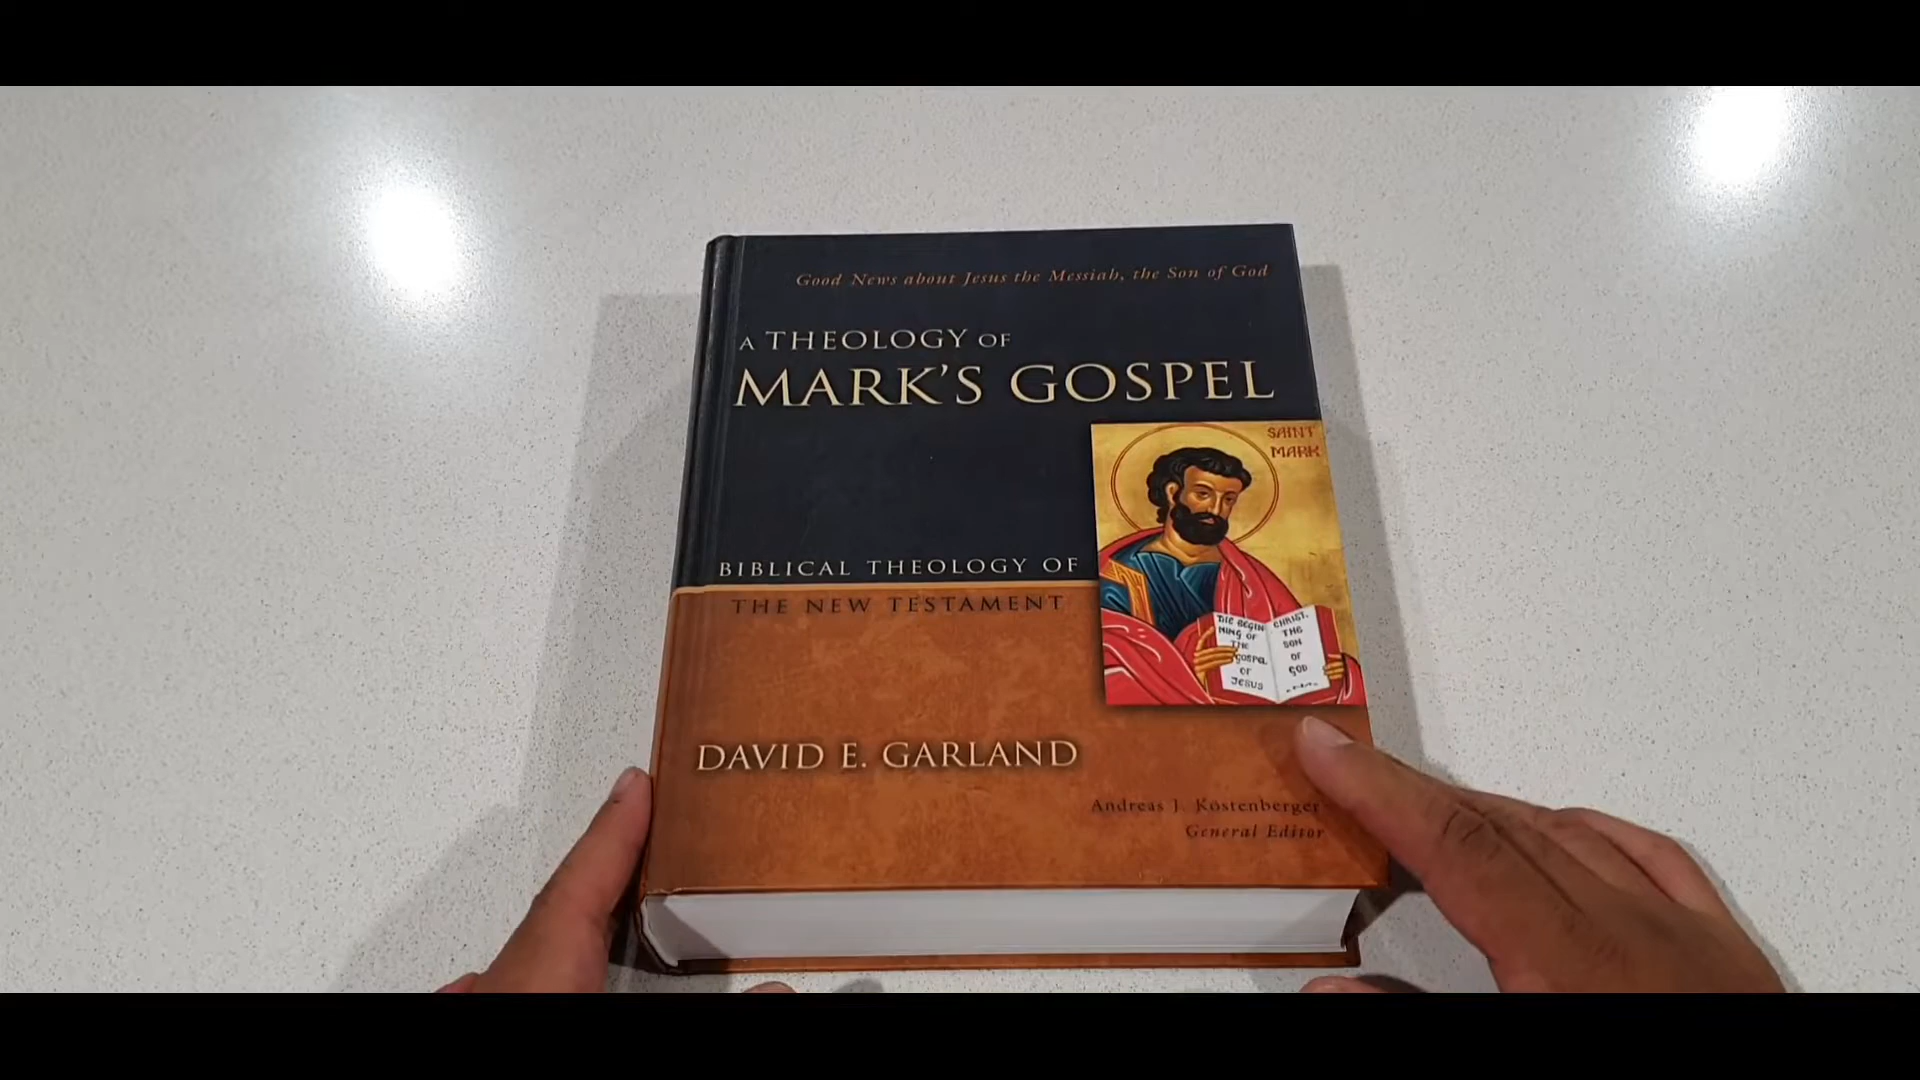 Good News about Jesus the Messiah, the Son of God
A THEOLOGY OF
MARK'S GOSPEL
SAINT
MARK
BIBLICAL THEOLOGY OF
THE NEW TESTAMENT
THE BEGIN
NING OF
THE
GOSPEL
OF
JESUS
CHRIST,
THE
SON
OF
GOD
DAVID E. GARLAND
Andreas J. Köstenberger
General Editor